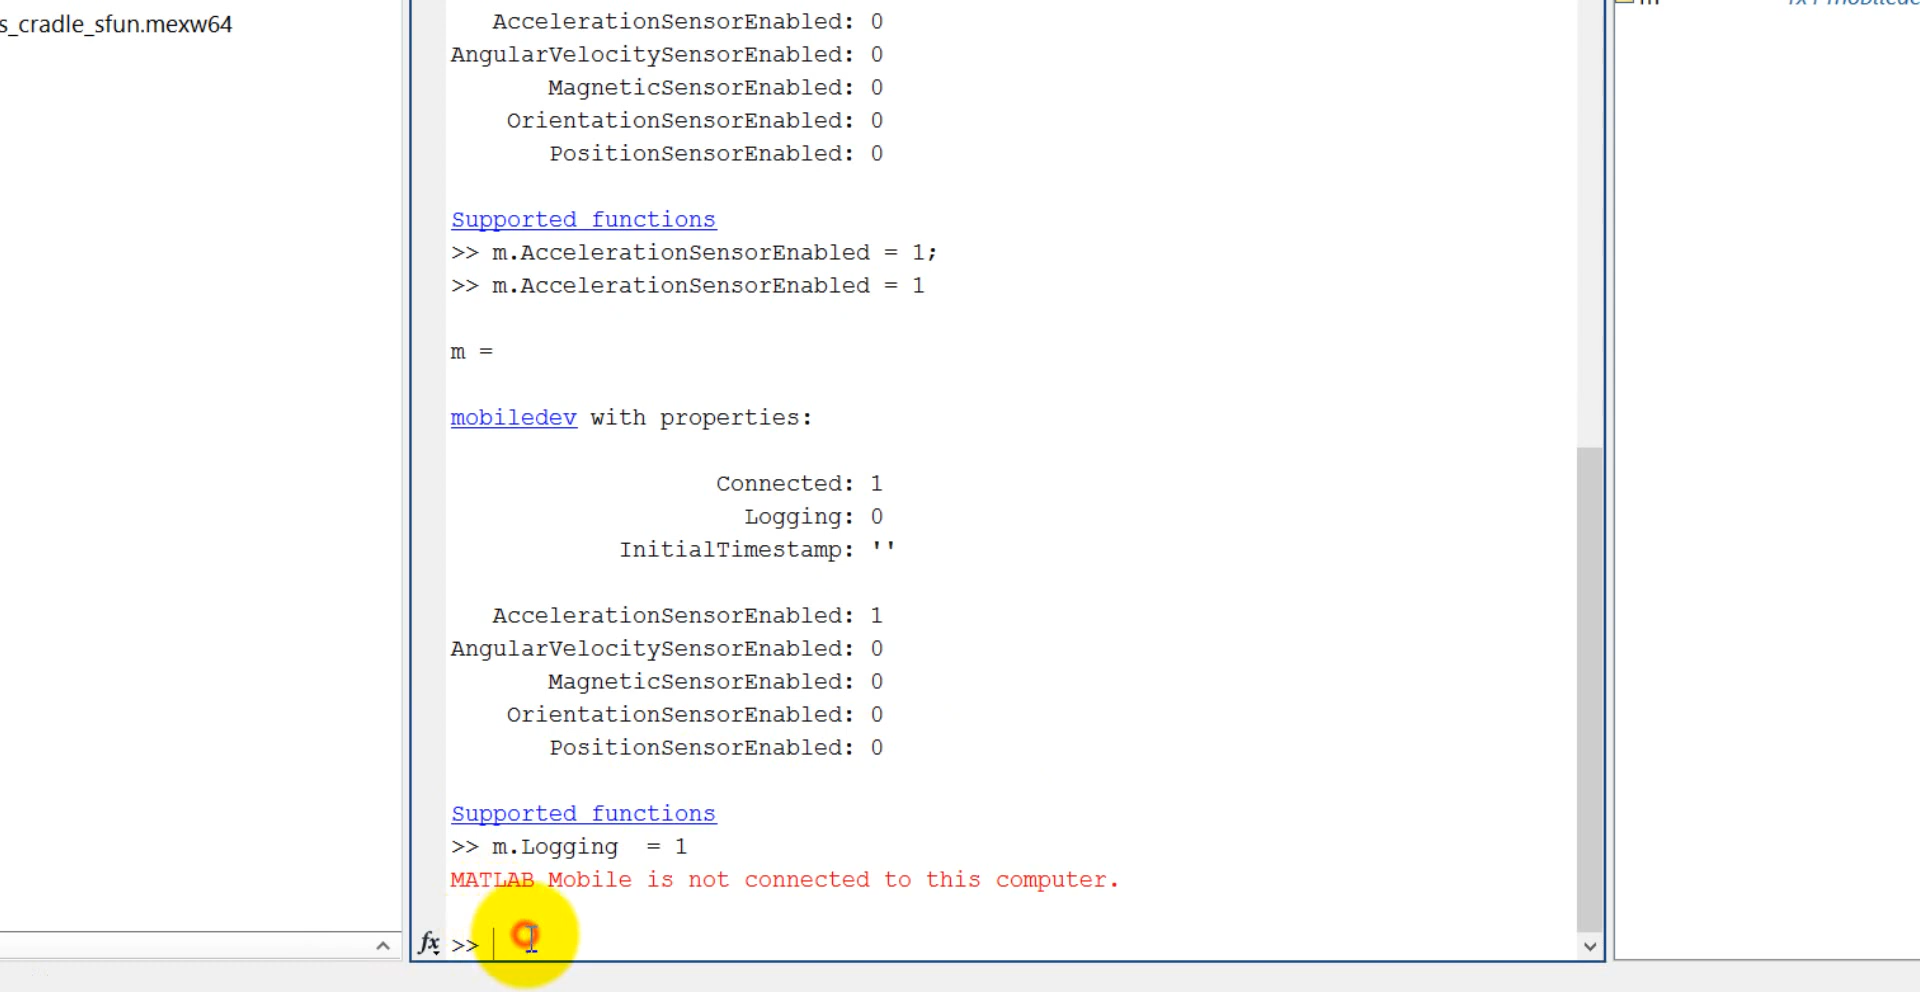 s_cradle_sfun.mexw64
AccelerationSensorEnabled: 0
AngularVelocitySensorEnabled: 0
MagneticSensorEnabled: 0
OrientationSensorEnabled: 0
PositionSensorEnabled: 0
Supported functions
>> m.AccelerationSensorEnabled = 1;
>> m.AccelerationSensorEnabled = 1
m =
mobiledev with properties:
Connected: 1
Logging: 0
InitialTimestamp: ''
AccelerationSensorEnabled: 1
AngularVelocitySensorEnabled: 0
MagneticSensorEnabled: 0
OrientationSensorEnabled: 0
PositionSensorEnabled: 0
Supported functions
>> m.Logging  = 1
MATLAB Mobile is not connected to this computer.
fx >>